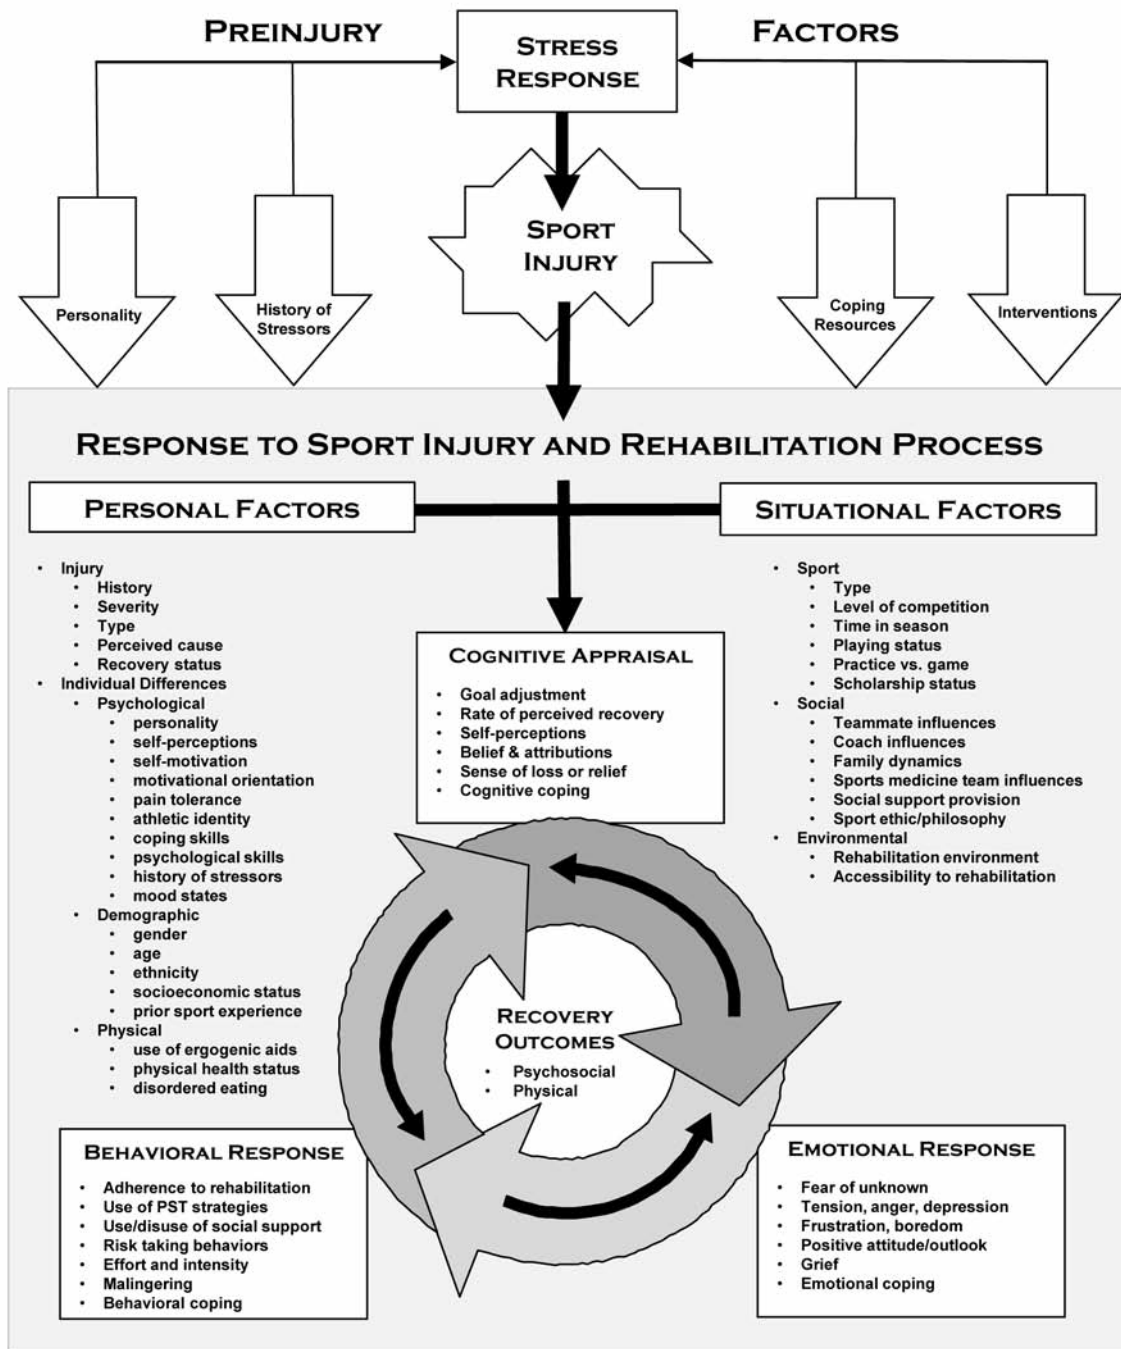 PREINJURY
STRESS
RESPONSE
FACTORS
SPORT
INJURY
Personality
History of
Stressors
Coping
Resources
Interventions
RESPONSE TO SPORT INJURY AND REHABILITATION PROCESS
PERSONAL FACTORS
• Injury
• History
• Severity
• Type
• Perceived cause
• Recovery status
• Individual Differences
• Psychological
• personality
• self-perceptions
• self-motivation
• motivational orientation
• pain tolerance
• athletic identity
• coping skills
• psychological skills
• history of stressors
• mood states
• Demographic
• gender
• age
• ethnicity
• socioeconomic status
• prior sport experience
• Physical
• use of ergogenic aids
• physical health status
• disordered eating
SITUATIONAL FACTORS
• Sport
• Type
• Level of competition
• Time in season
• Playing status
• Practice vs. game
• Scholarship status
• Social
• Teammate influences
• Coach influences
• Family dynamics
• Sports medicine team influences
• Social support provision
• Sport ethic/philosophy
• Environmental
• Rehabilitation environment
• Accessibility to rehabilitation
COGNITIVE APPRAISAL
• Goal adjustment
• Rate of perceived recovery
• Self-perceptions
• Belief & attributions
• Sense of loss or relief
• Cognitive coping
RECOVERY
OUTCOMES
• Psychosocial
• Physical
BEHAVIORAL RESPONSE
• Adherence to rehabilitation
• Use of PST strategies
• Use/disuse of social support
• Risk taking behaviors
• Effort and intensity
• Malingering
• Behavioral coping
EMOTIONAL RESPONSE
• Fear of unknown
• Tension, anger, depression
• Frustration, boredom
• Positive attitude/outlook
• Grief
• Emotional coping